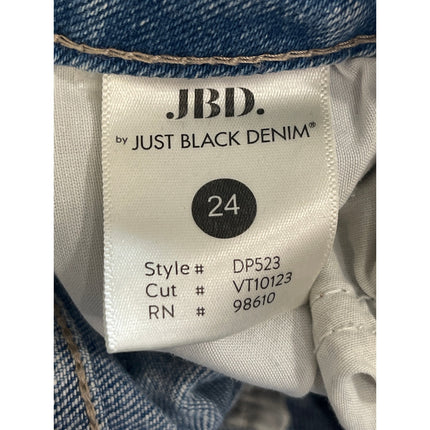 JBD.
by JUST BLACK DENIM®
24
Style # DP523
Cut # VT10123
RN # 98610